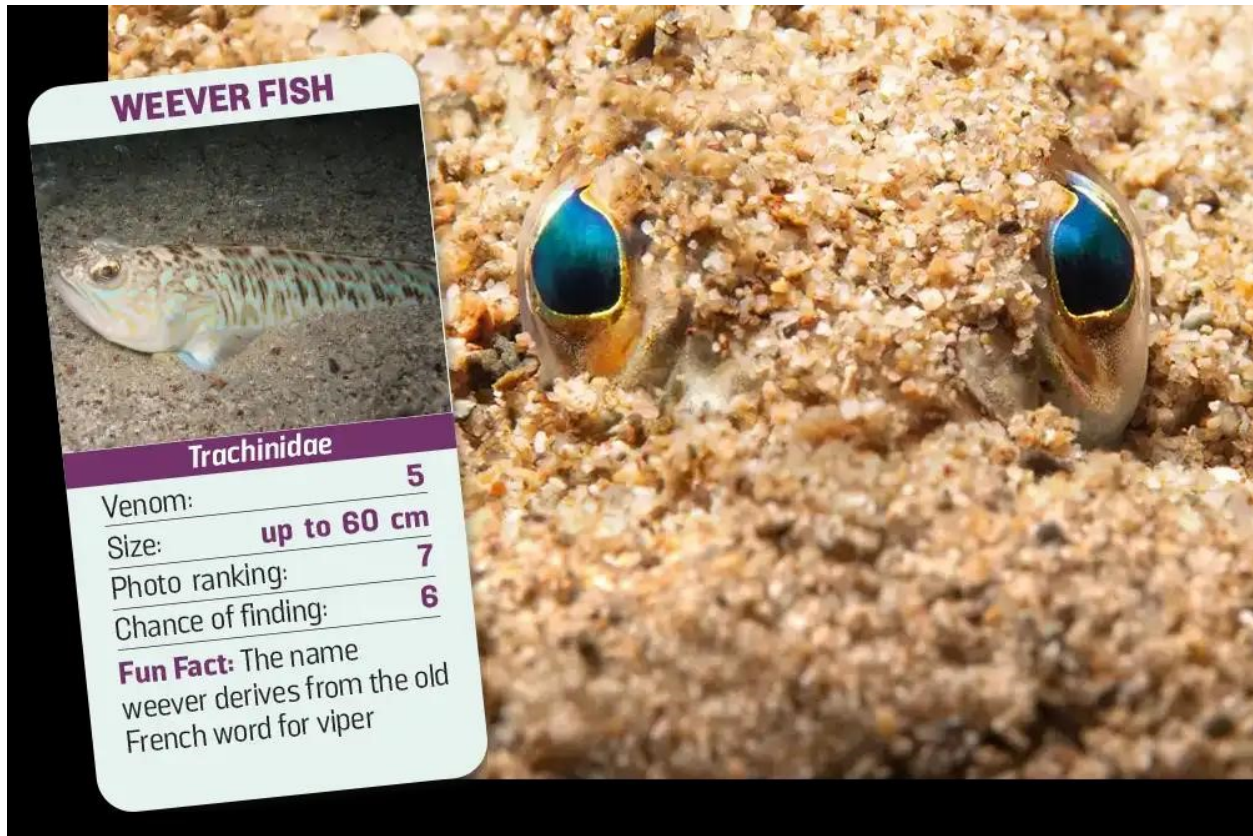 WEEVER FISH
Trachinidae
Venom: 5
Size: up to 60 cm
Photo ranking: 7
Chance of finding: 6
Fun Fact: The name
weever derives from the old
French word for viper